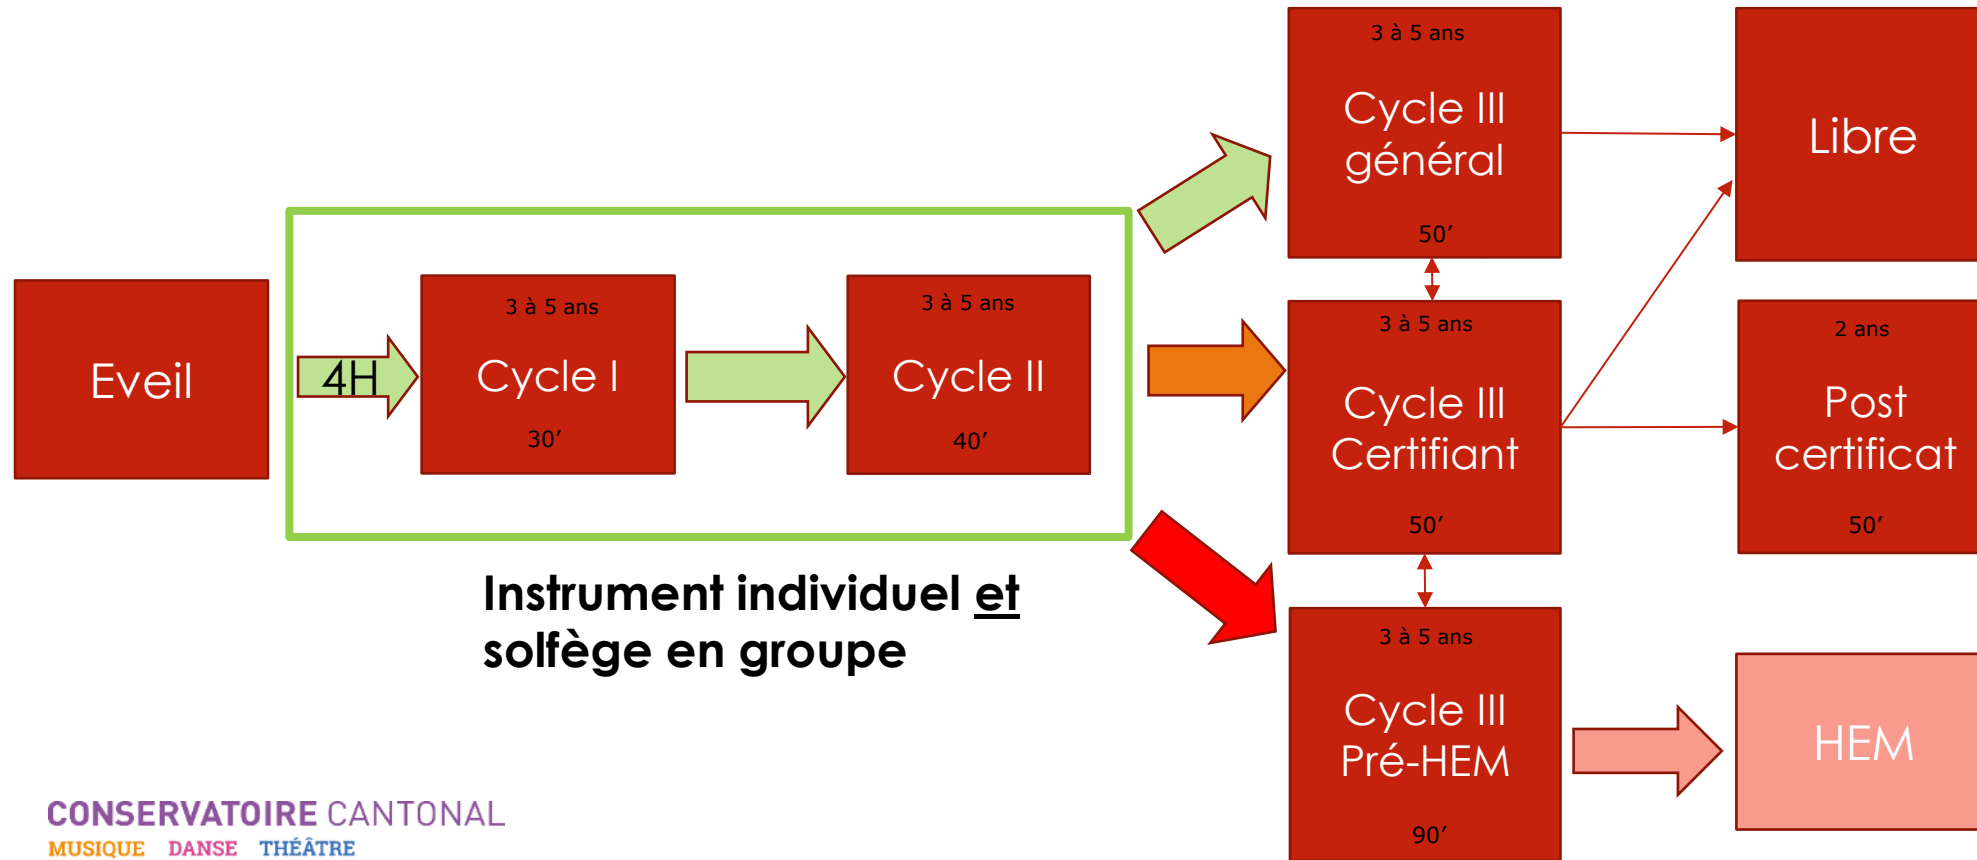 Eveil
4H
3 à 5 ans
Cycle I
30’
3 à 5 ans
Cycle II
40’
Instrument individuel et
solfège en groupe
3 à 5 ans
Cycle III
général
50’
3 à 5 ans
Cycle III
Certifiant
50’
3 à 5 ans
Cycle III
Pré-HEM
90’
Libre
2 ans
Post
certificat
50’
HEM
CONSERVATOIRE CANTONAL
MUSIQUE DANSE THÉÂTRE